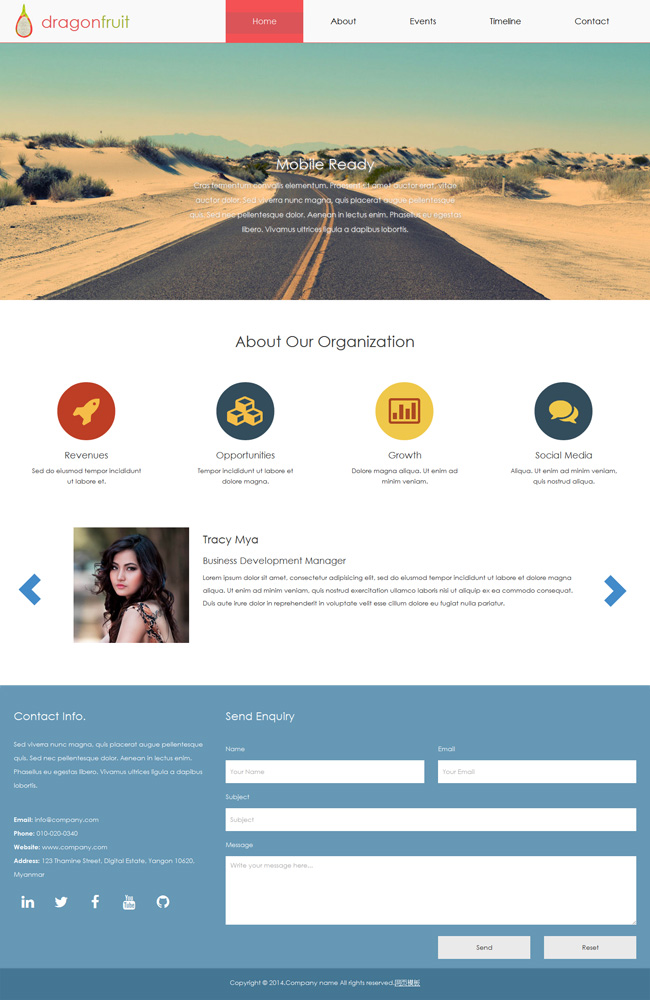 dragonfruit
Home
About
Events
Timeline
Contact
Mobile Ready
Cras fermentum convallis elementum. Praesent sit amet auctor erat, vitae
auctor dolor. Sed viverra nunc magna, quis placerat augue pellentesque
quis. Sed nec pellentesque dolor. Aenean in lectus enim. Phasellus eu egestas
libero. Vivamus ultrices ligula a dapibus lobortis.
About Our Organization
Revenues
Sed do eiusmod tempor incididunt
ut labore et.
Opportunities
Tempor incididunt ut labore et
dolore magna.
Growth
Dolore magna aliqua. Ut enim ad
minim veniam.
Social Media
Aliqua. Ut enim ad minim veniam,
quis nostrud aliqua.
Tracy Mya
Business Development Manager
Lorem ipsum dolor sit amet, consectetur adipisicing elit, sed do eiusmod tempor incididunt ut labore et dolore magna
aliqua. Ut enim ad minim veniam, quis nostrud exercitation ullamco laboris nisi ut aliquip ex ea commodo consequat.
Duis aute irure dolor in reprehenderit in voluptate velit esse cillum dolore eu fugiat nulla pariatur.
Contact Info.
Sed viverra nunc magna, quis placerat augue pellentesque
quis. Sed nec pellentesque dolor. Aenean in lectus enim.
Phasellus eu egestas libero. Vivamus ultrices ligula a dapibus
lobortis.
Email: info@company.com
Phone: 010-020-0340
Website: www.company.com
Address: 123 Thamine Street, Digital Estate, Yangon 10620,
Myanmar
in
You
Tube
Send Enquiry
Name
Your Name
Email
Your Email
Subject
Subject
Message
Write your message here...
Send
Reset
Copyright © 2014.Company name All rights reserved.网页模板